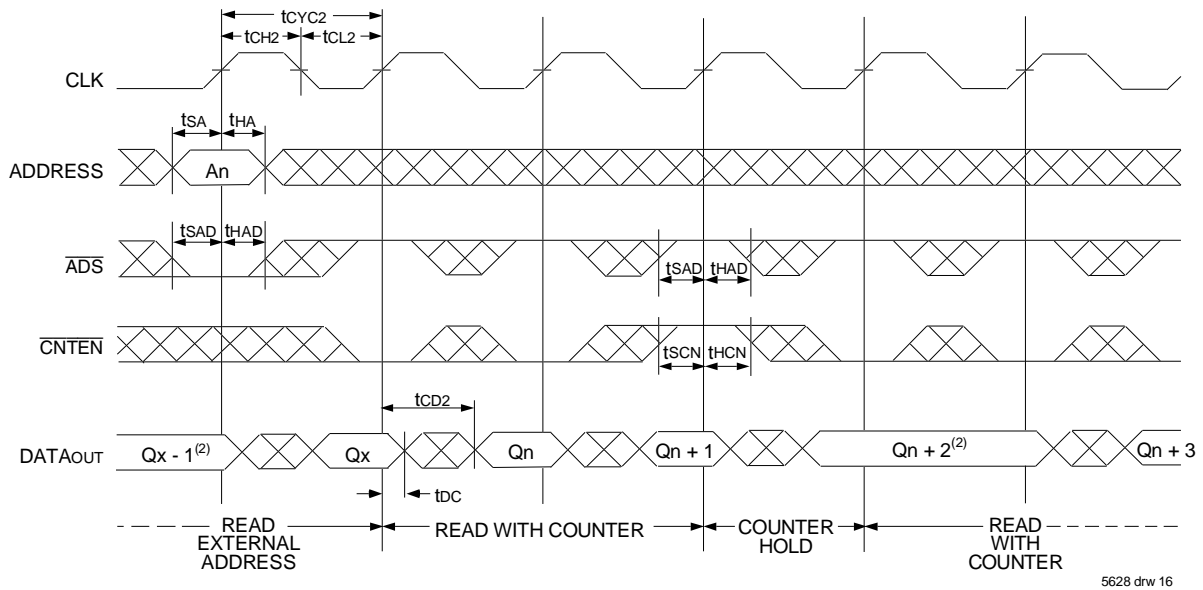 tCYC2
tCH2 tCL2
CLK
tSA tHA
ADDRESS An
tSAD tHAD
ADS
tSAD tHAD
CNTEN
tSCN tHCN
tCD2
DATAOUT Qx - 1(2) Qx Qn Qn + 1 Qn + 2(2) Qn + 3
tDC
READ EXTERNAL ADDRESS
READ WITH COUNTER
COUNTER HOLD
READ WITH COUNTER
5628 drw 16